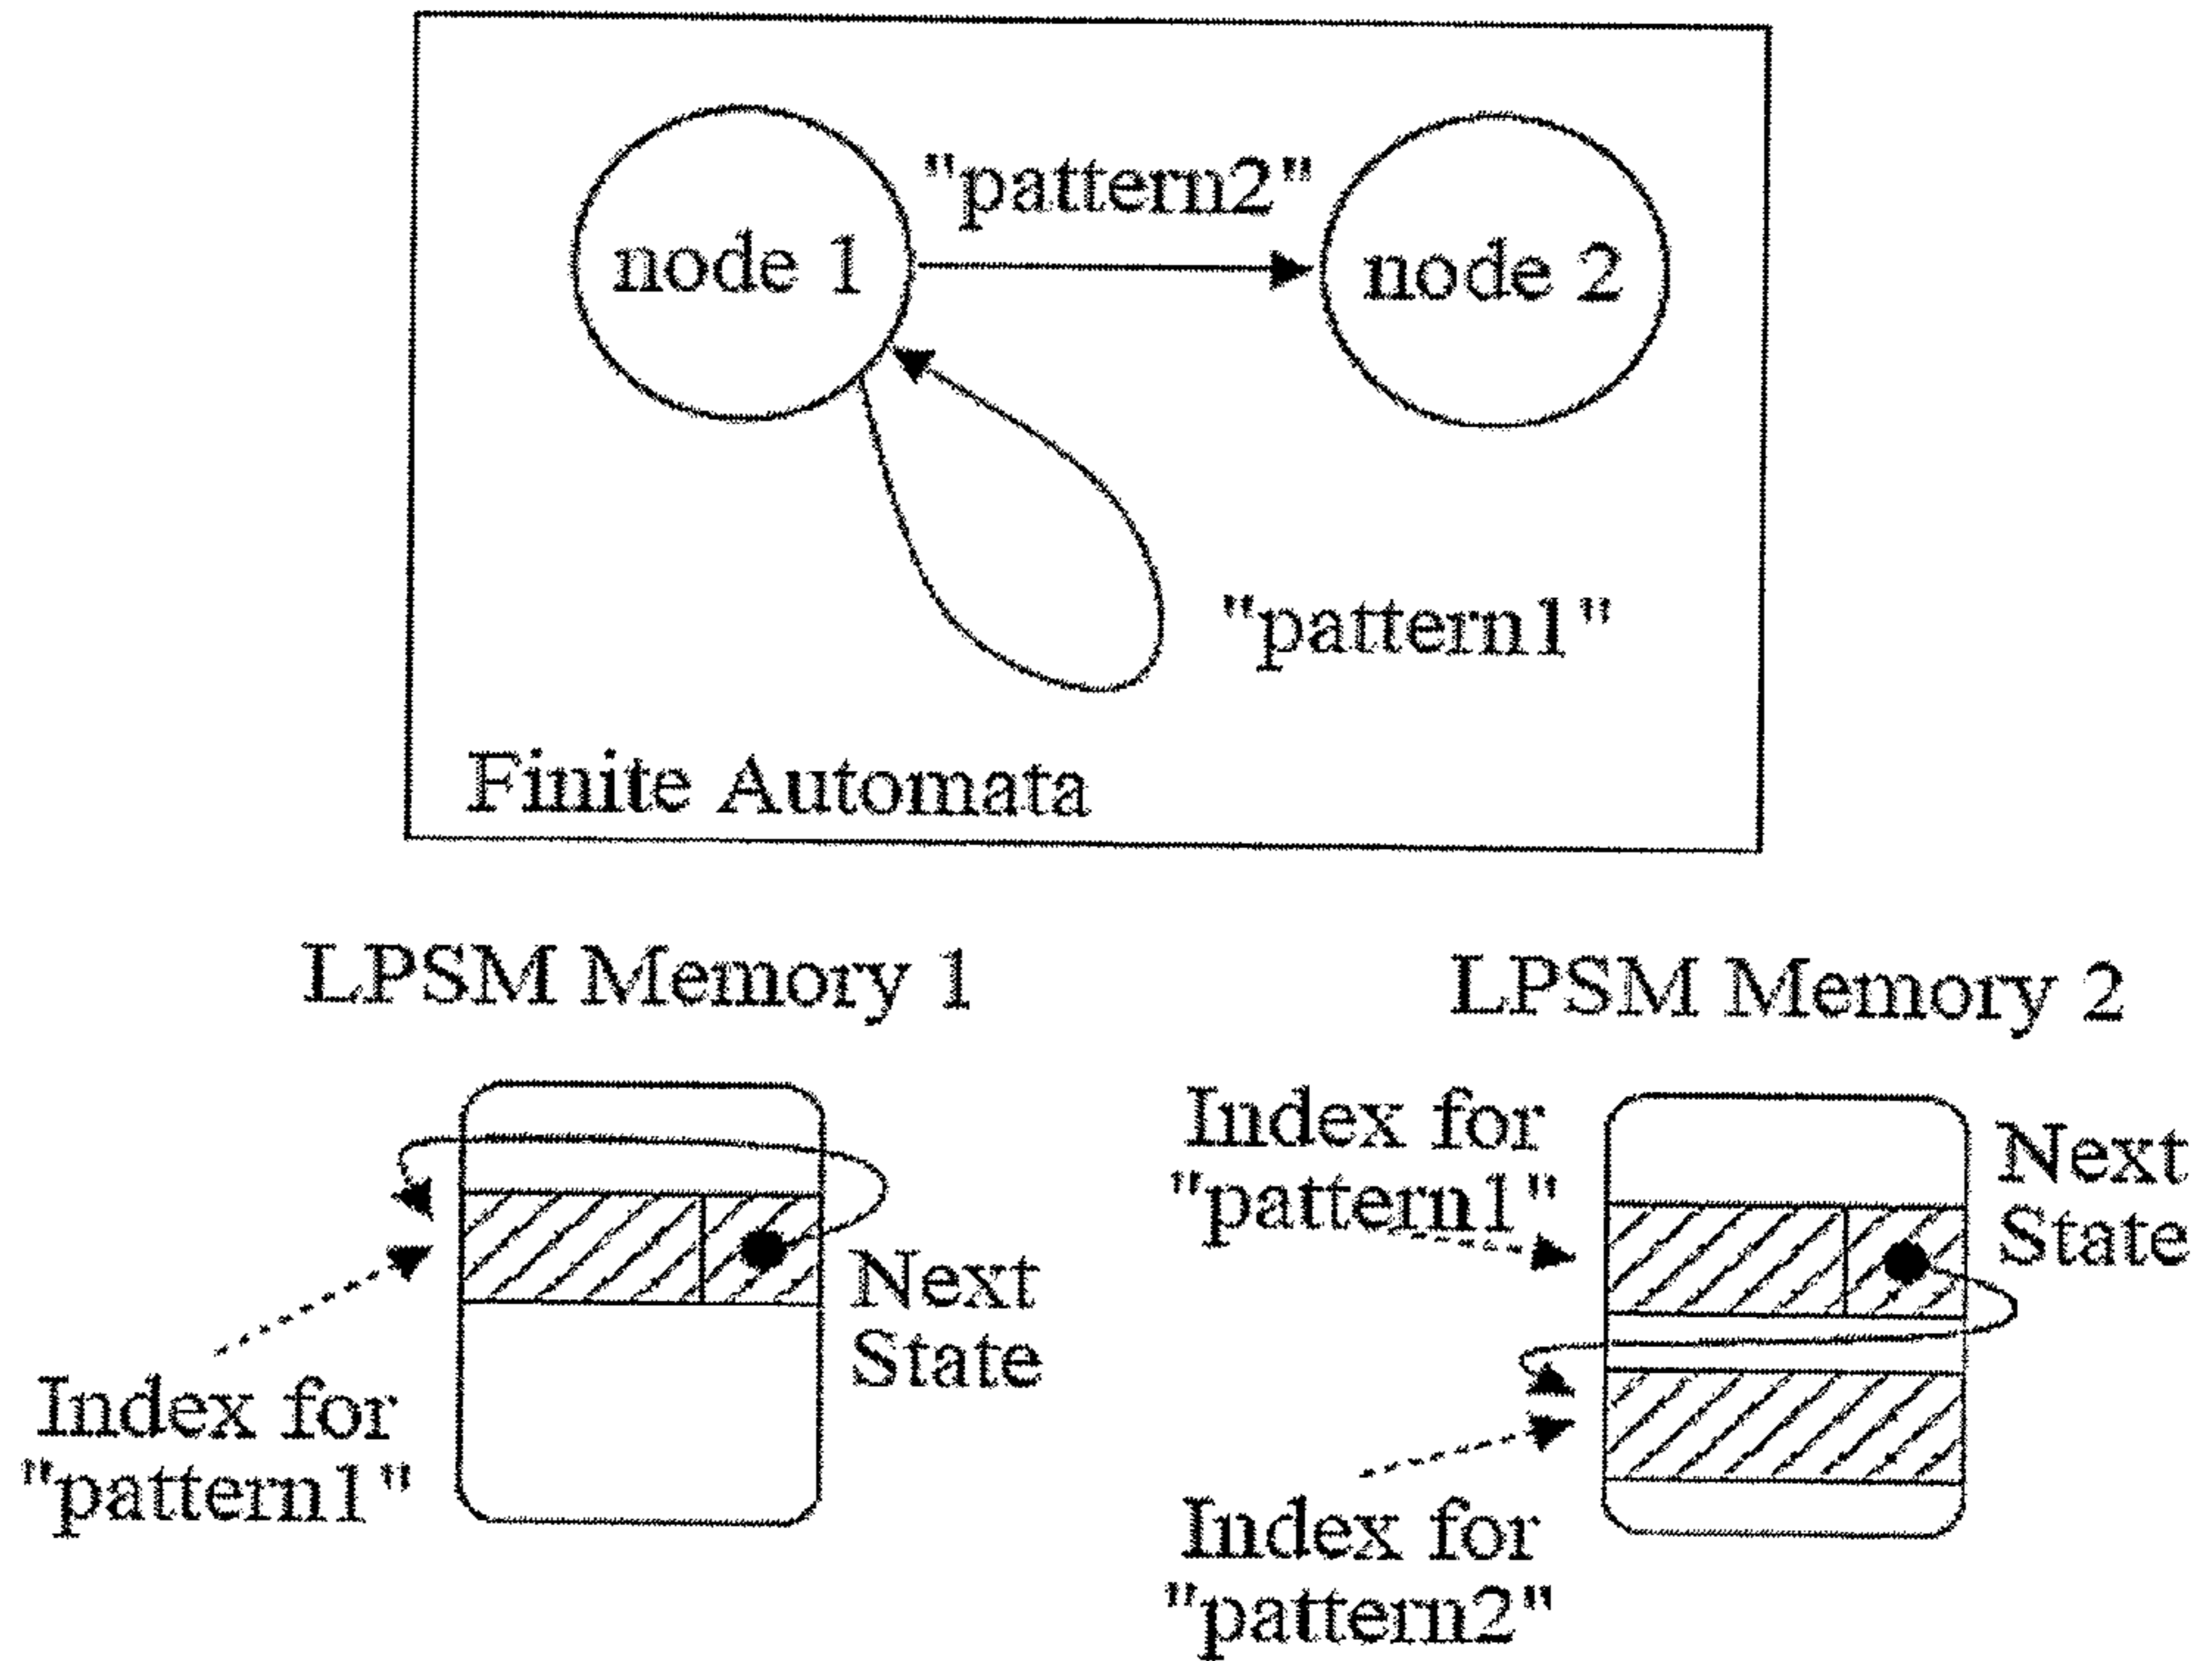 "pattern2"
node 1
node 2
"pattern1"
Finite Automata
LPSM Memory 1
Next
State
Index for
"pattern1"
LPSM Memory 2
Index for
"pattern1"
Next
State
Index for
"pattern2"